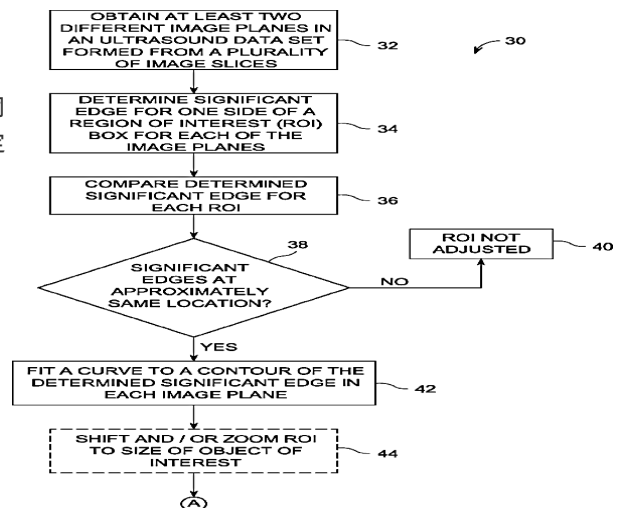 OBTAIN AT LEAST TWO
DIFFERENT IMAGE PLANES IN
AN ULTRASOUND DATA SET
FORMED FROM A PLURALITY
OF IMAGE SLICES
32
30
DETERMINE SIGNIFICANT
EDGE FOR ONE SIDE OF A
REGION OF INTEREST (ROI)
BOX FOR EACH OF THE
IMAGE PLANES
34
COMPARE DETERMINED
SIGNIFICANT EDGE FOR
EACH ROI
36
38
SIGNIFICANT
EDGES AT
APPROXIMATELY
SAME LOCATION?
NO
ROI NOT
ADJUSTED
40
YES
FIT A CURVE TO A CONTOUR OF THE
DETERMINED SIGNIFICANT EDGE IN
EACH IMAGE PLANE
42
SHIFT AND / OR ZOOM ROI
TO SIZE OF OBJECT OF
INTEREST
44
A